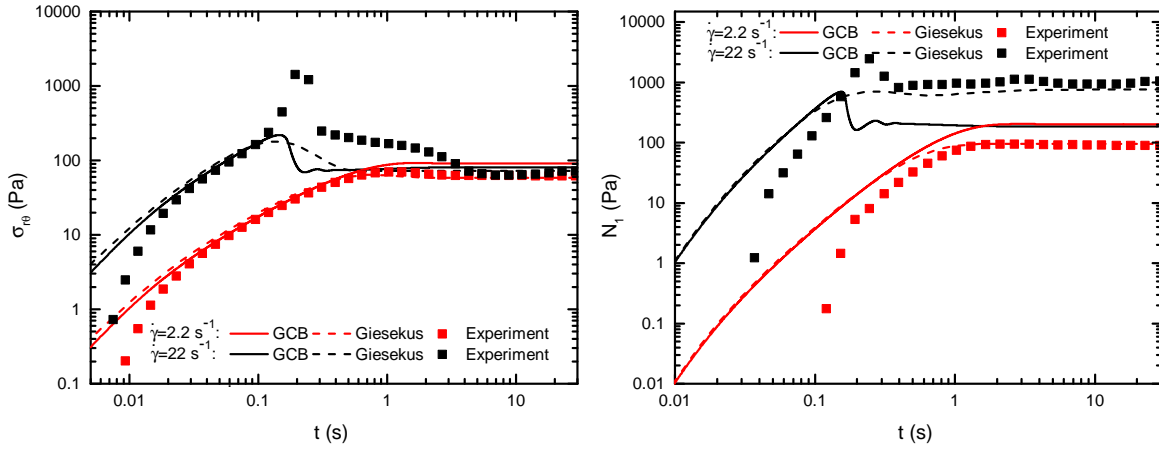 10000
1000
100
10
1
0.1
σrθ (Pa)
γ̇=2.2 s⁻¹: GCB Giesekus Experiment
γ̇=22 s⁻¹: GCB Giesekus Experiment
0.01 0.1 1 10
t (s)
10000
1000
100
10
1
0.1
0.01
N₁ (Pa)
γ̇=2.2 s⁻¹: GCB Giesekus Experiment
γ̇=22 s⁻¹: GCB Giesekus Experiment
0.01 0.1 1 10
t (s)